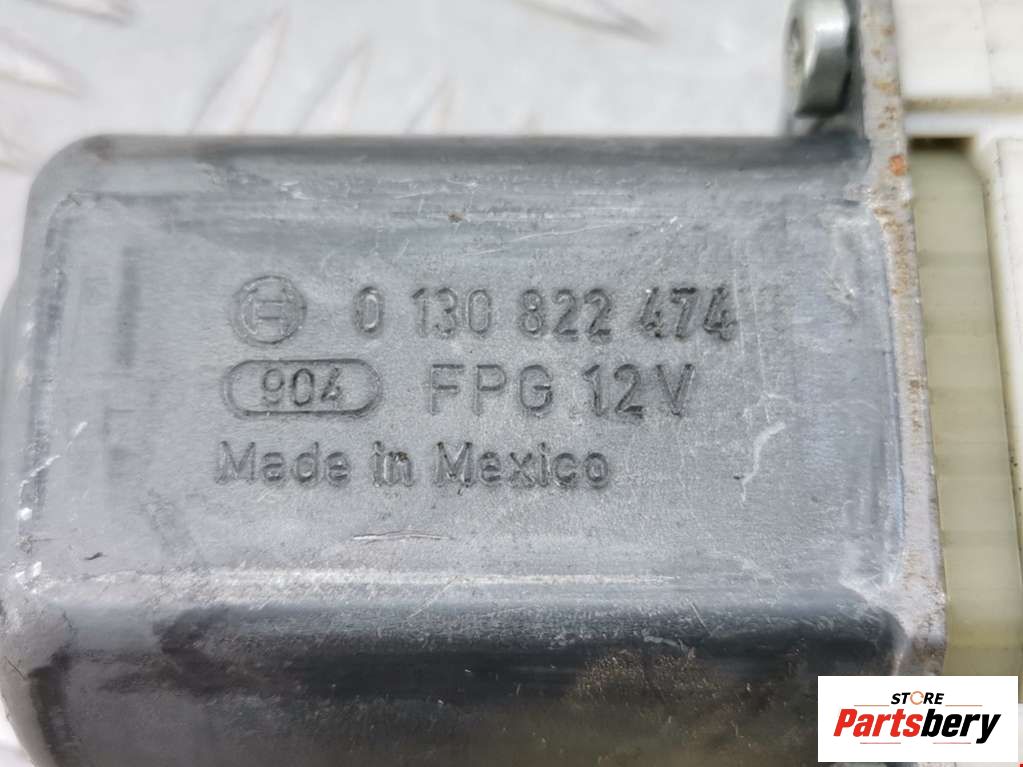 0 130 822 474
904 FPG 12V
Made in Mexico
STORE
Partsbery